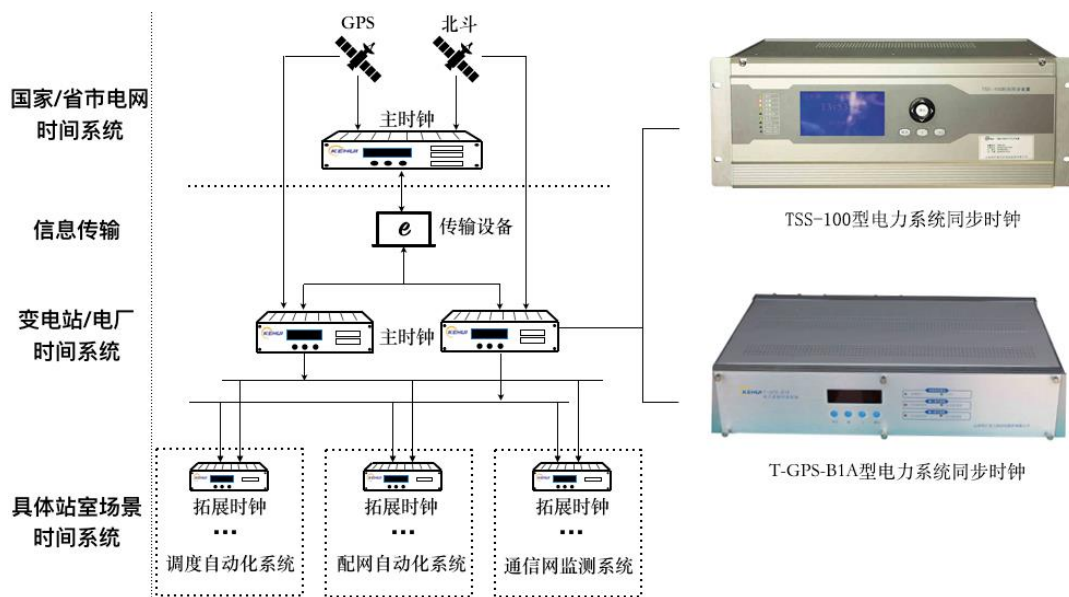 GPS
北斗
国家/省市电网
时间系统
主时钟
KEHUI
信息传输
e
传输设备
变电站/电厂
时间系统
KEHUI
主时钟
KEHUI
具体站室场景
时间系统
拓展时钟
...
调度自动化系统
拓展时钟
...
配网自动化系统
拓展时钟
...
通信网监测系统
TSS-100型电力系统同步时钟
KEHUI
T-GPS-B1A型电力系统同步时钟